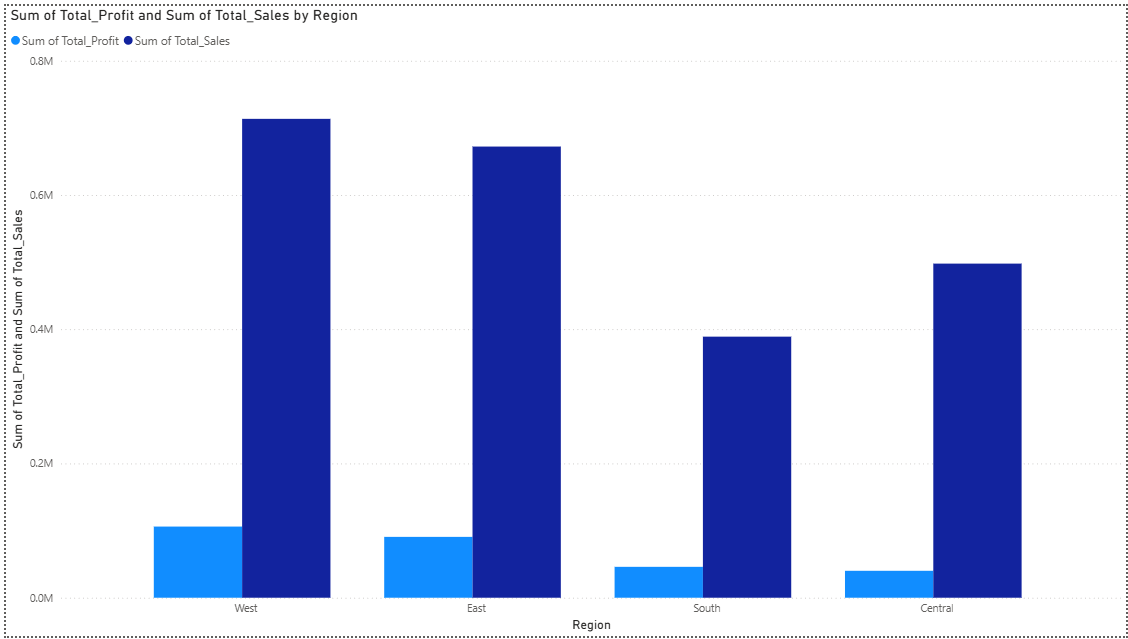 Sum of Total_Profit and Sum of Total_Sales by Region
Sum of Total_Profit Sum of Total_Sales
0.8M
0.6M
0.4M
0.2M
0.0M
Sum of Total_Profit and Sum of Total_Sales
West East South Central
Region